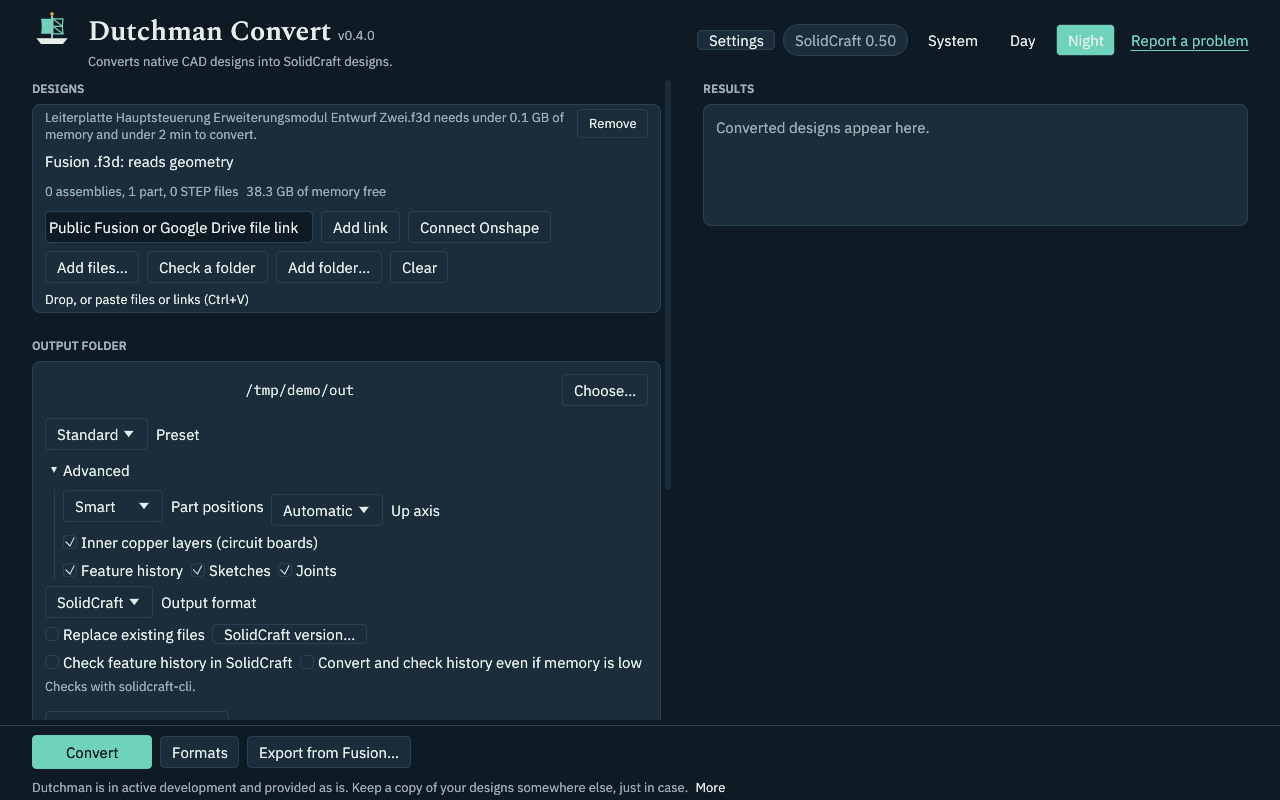 Dutchman Convert v0.4.0
Converts native CAD designs into SolidCraft designs.
Settings
SolidCraft 0.50
System
Day
Night
Report a problem
DESIGNS
Leiterplatte Hauptsteuerung Erweiterungsmodul Entwurf Zwei.f3d needs under 0.1 GB of
memory and under 2 min to convert.
Remove
Fusion .f3d: reads geometry
0 assemblies, 1 part, 0 STEP files 38.3 GB of memory free
Public Fusion or Google Drive file link
Add link
Connect Onshape
Add files...
Check a folder
Add folder...
Clear
Drop, or paste files or links (Ctrl+V)
OUTPUT FOLDER
/tmp/demo/out
Choose...
Standard
Preset
Advanced
Smart
Part positions
Automatic
Up axis
Inner copper layers (circuit boards)
Feature history
Sketches
Joints
SolidCraft
Output format
Replace existing files
SolidCraft version...
Check feature history in SolidCraft
Convert and check history even if memory is low
Checks with solidcraft-cli.
RESULTS
Converted designs appear here.
Convert
Formats
Export from Fusion...
Dutchman is in active development and provided as is. Keep a copy of your designs somewhere else, just in case. More